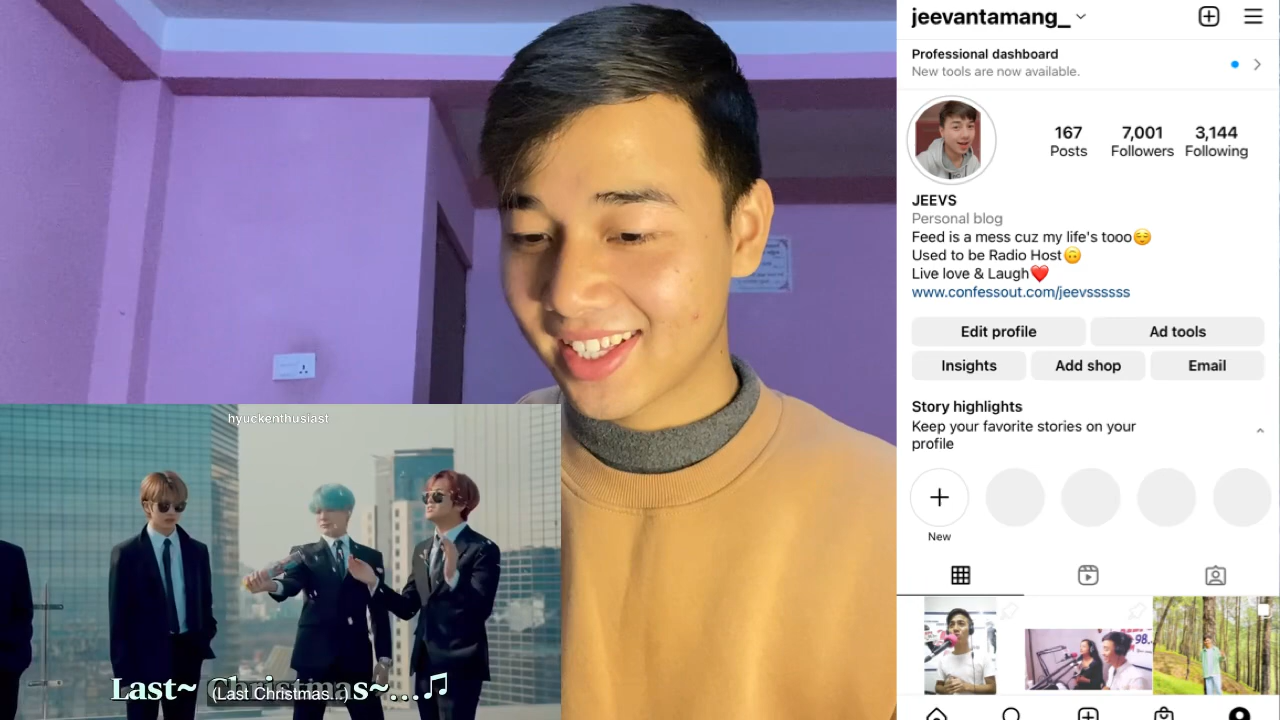 jeevantamang_
Professional dashboard
New tools are now available.
167
Posts
7,001
Followers
3,144
Following
JEEVS
Personal blog
Feed is a mess cuz my life's tooo😌
Used to be Radio Host🙃
Live love & Laugh❤️
www.confessout.com/jeevssssss
Edit profile
Ad tools
Insights
Add shop
Email
Story highlights
Keep your favorite stories on your
profile
New
98.
hyuckenthusiast
Last~ Christmas~...♫
(Last Christmas...)